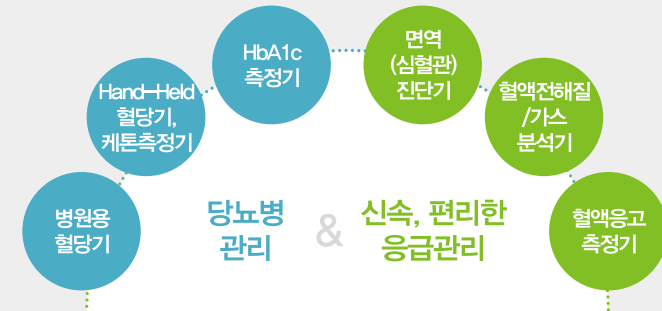 HbA1c
측정기
면역
(심혈관)
진단기
Hand-Held
혈당기,
케톤측정기
혈액전해질
/가스
분석기
병원용
혈당기
당뇨병
관리
&
신속, 편리한
응급관리
혈액응고
측정기